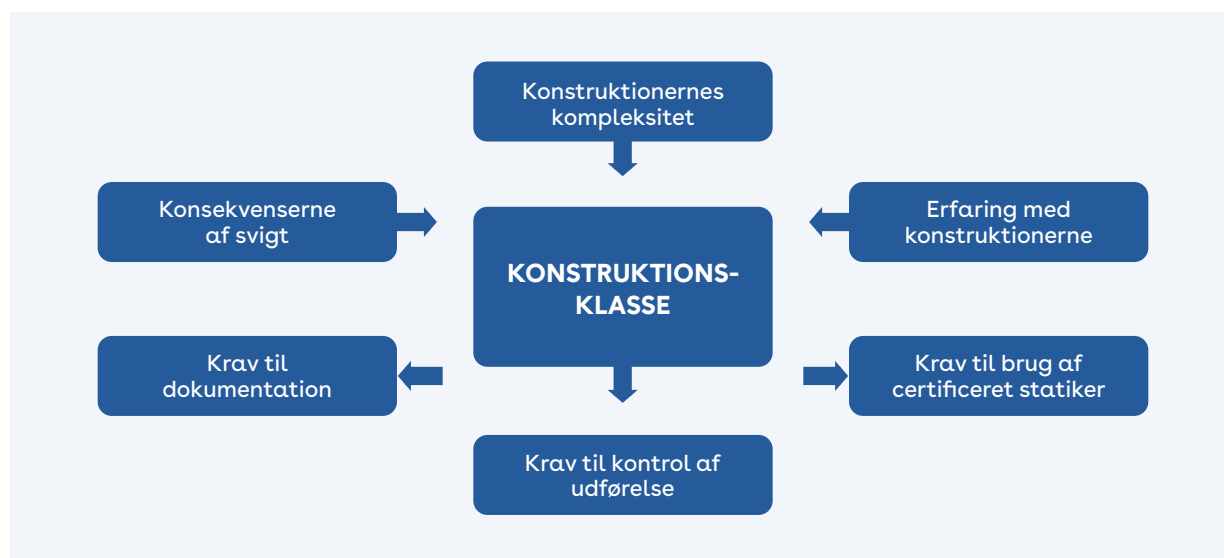 Konstruktionernes
kompleksitet
Konsekvenserne
af svigt
Erfaring med
konstruktionerne
KONSTRUKTIONS-
KLASSE
Krav til
dokumentation
Krav til brug af
certificeret statiker
Krav til kontrol af
udførelse